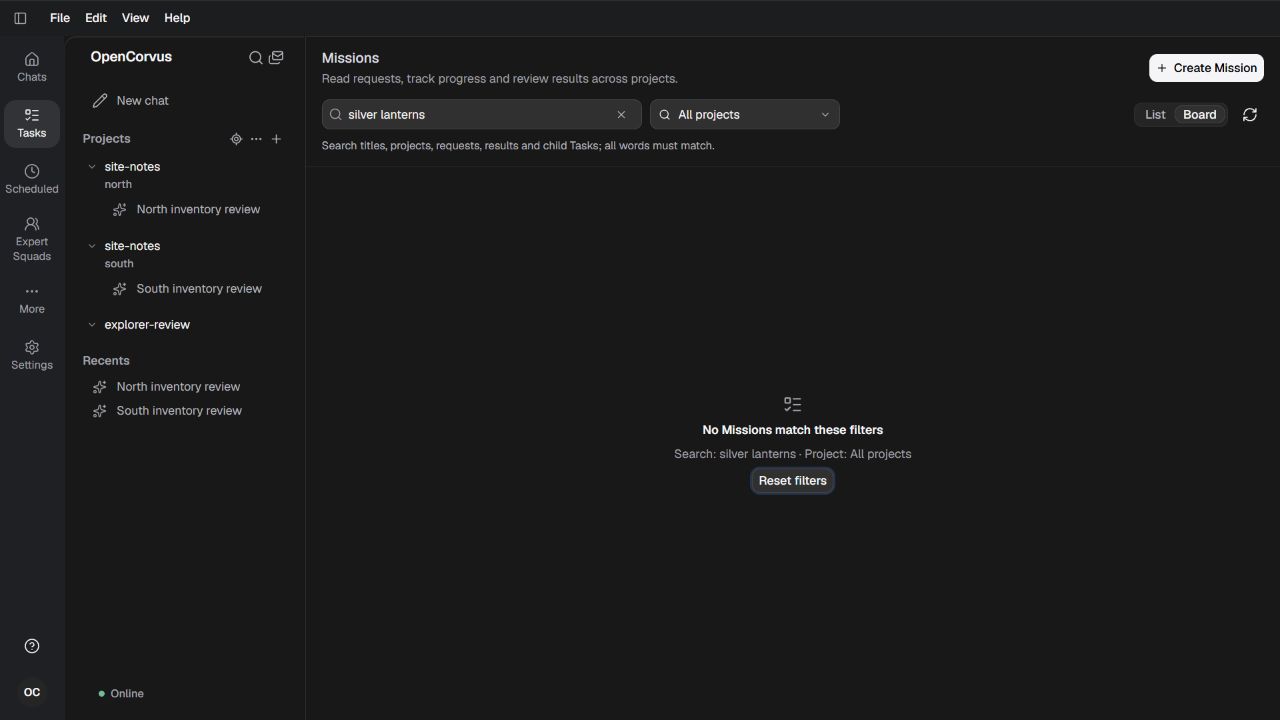 File Edit View Help
Chats
Tasks
Scheduled
Expert
Squads
More
Settings
OC
OpenCorvus
New chat
Projects
site-notes
north
North inventory review
site-notes
south
South inventory review
explorer-review
Recents
North inventory review
South inventory review
Online
Missions
Read requests, track progress and review results across projects.
Create Mission
silver lanterns
All projects
List Board
Search titles, projects, requests, results and child Tasks; all words must match.
No Missions match these filters
Search: silver lanterns · Project: All projects
Reset filters